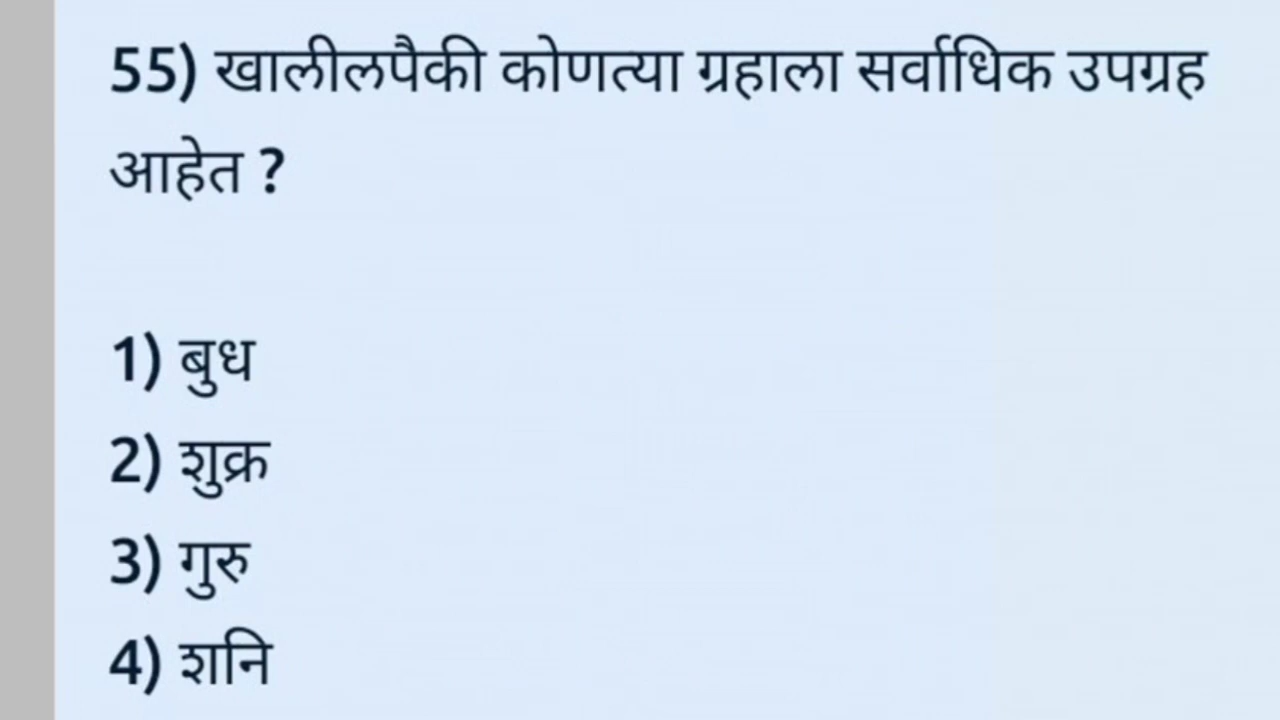 55) खालीलपैकी कोणत्या ग्रहाला सर्वाधिक उपग्रह
आहेत ?
1) बुध
2) शुक्र
3) गुरु
4) शनि